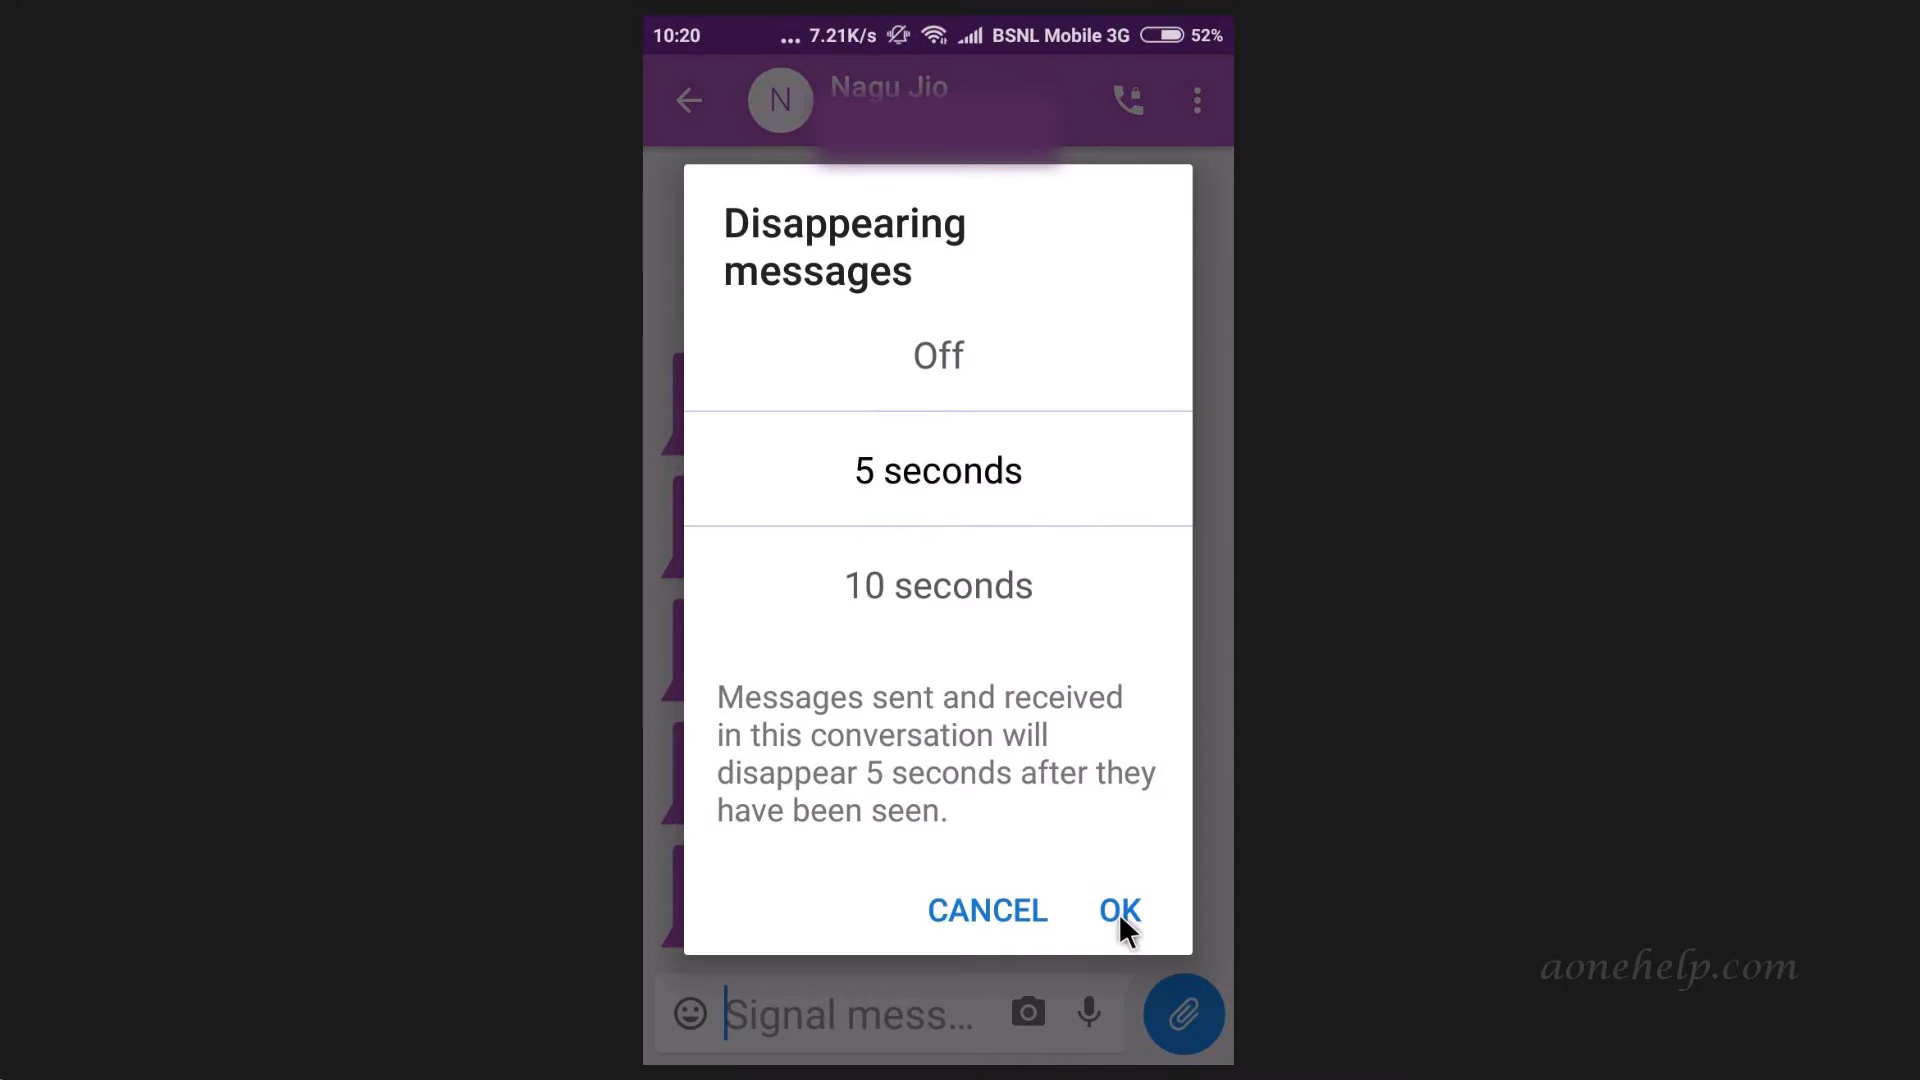 10:20 ... 7.21K/s BSNL Mobile 3G 52%
N Nagu Jio
Disappearing
messages
Off
5 seconds
10 seconds
Messages sent and received
in this conversation will
disappear 5 seconds after they
have been seen.
CANCEL OK
Signal mess...
aonehelp.com